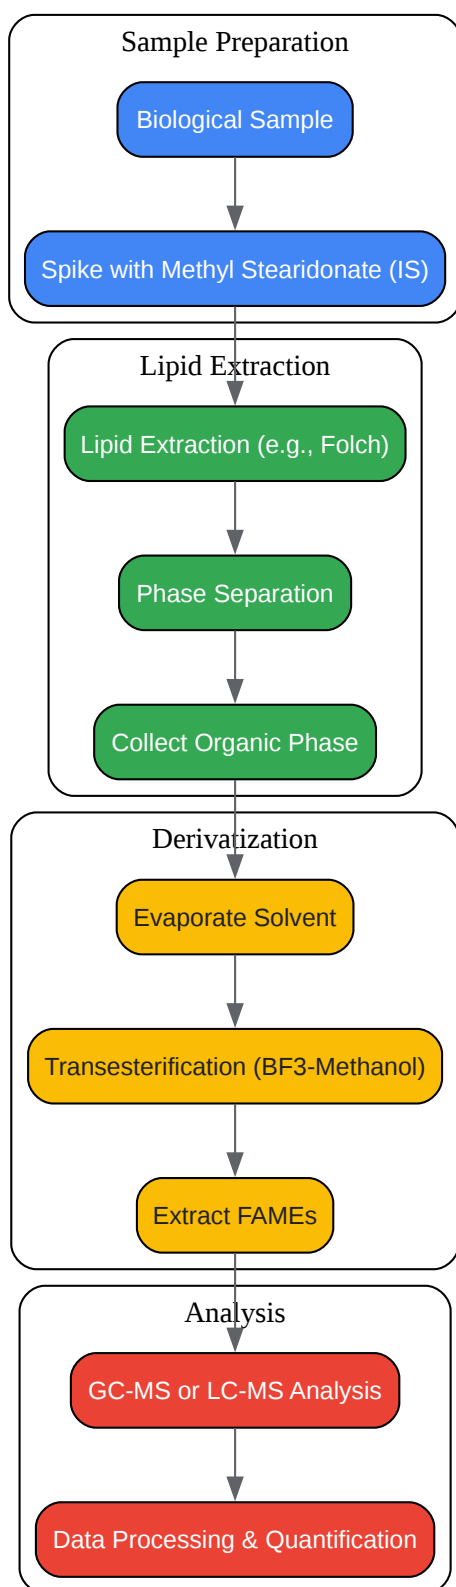 Sample Preparation
Biological Sample
Spike with Methyl Stearidonate (IS)
Lipid Extraction
Lipid Extraction (e.g., Folch)
Phase Separation
Collect Organic Phase
Derivatization
Evaporate Solvent
Transesterification (BF3-Methanol)
Extract FAMEs
Analysis
GC-MS or LC-MS Analysis
Data Processing & Quantification